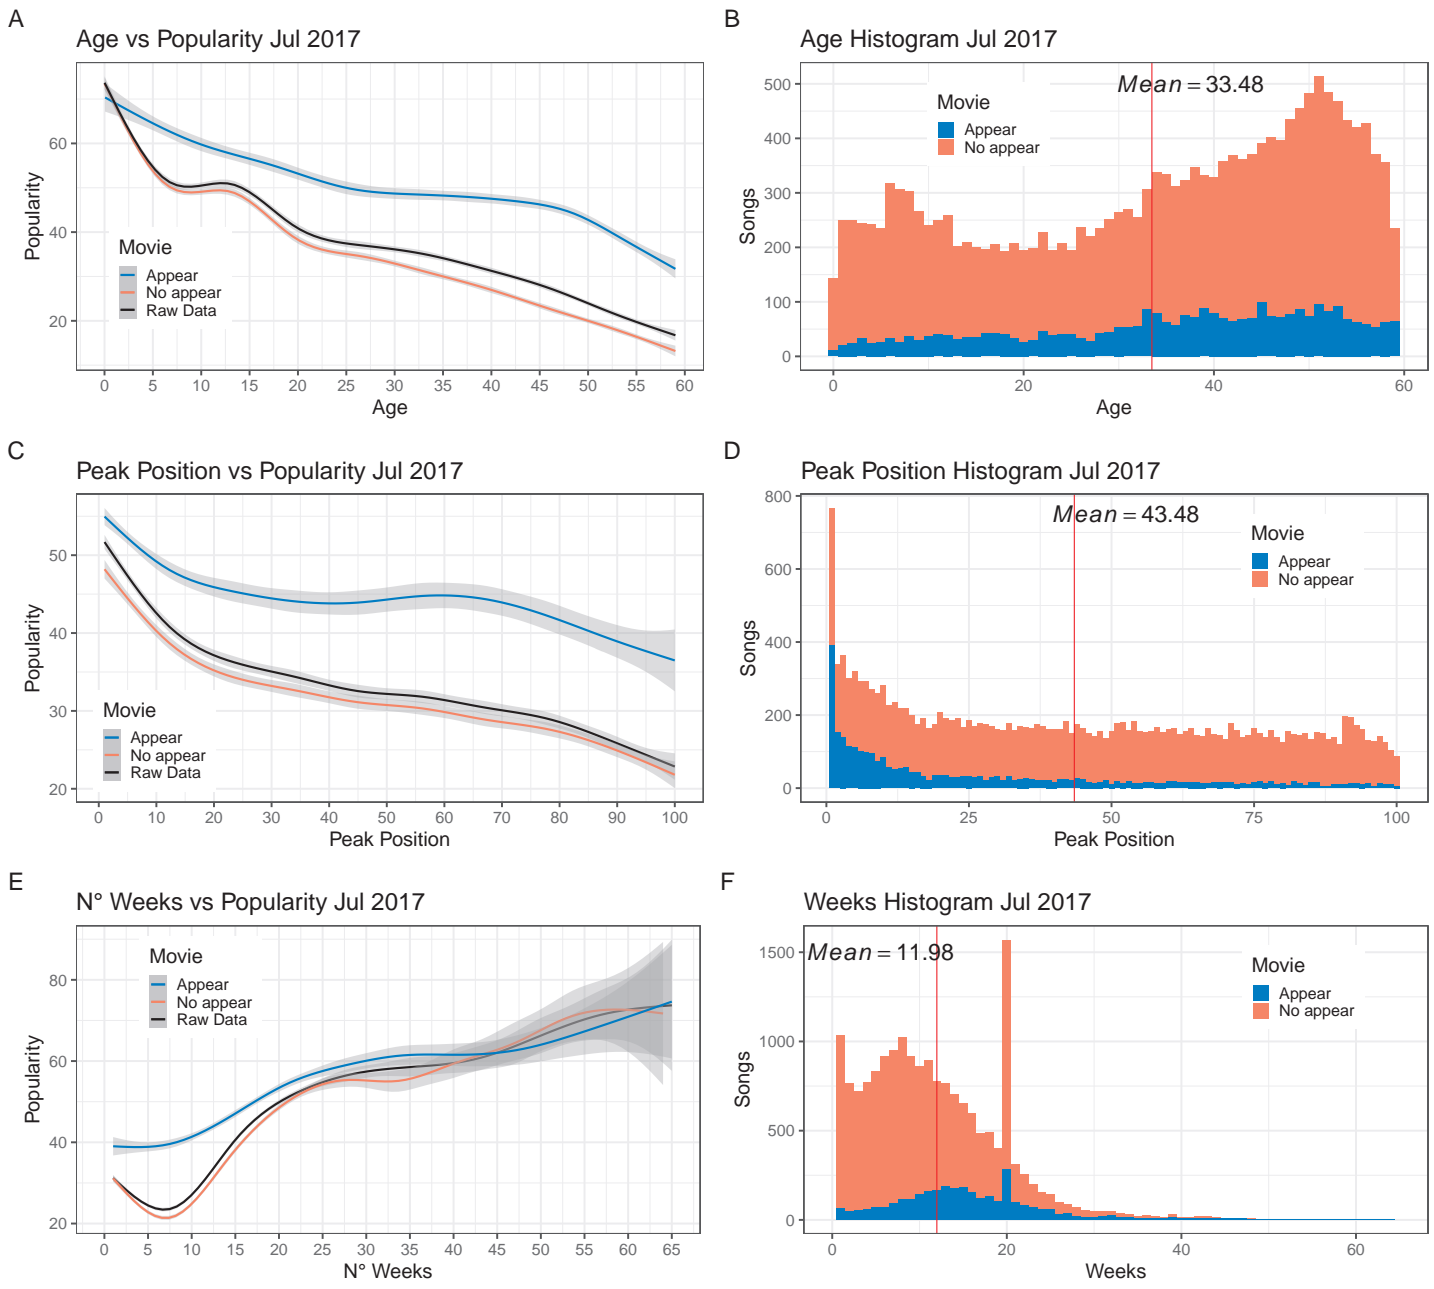 A
Age vs Popularity Jul 2017
Popularity
60
40
20
Movie
Appear
No appear
Raw Data
0 5 10 15 20 25 30 35 40 45 50 55 60
Age
B
Age Histogram Jul 2017
Songs
500
400
300
200
100
0
Mean = 33.48
Movie
Appear
No appear
0 20 40 60
Age
C
Peak Position vs Popularity Jul 2017
Popularity
50
40
30
20
Movie
Appear
No appear
Raw Data
0 10 20 30 40 50 60 70 80 90 100
Peak Position
D
Peak Position Histogram Jul 2017
Songs
800
600
400
200
0
Mean = 43.48
Movie
Appear
No appear
0 25 50 75 100
Peak Position
E
N° Weeks vs Popularity Jul 2017
Popularity
80
60
40
20
Movie
Appear
No appear
Raw Data
0 5 10 15 20 25 30 35 40 45 50 55 60 65
N° Weeks
F
Weeks Histogram Jul 2017
Songs
1500
1000
500
0
Mean = 11.98
Movie
Appear
No appear
0 20 40 60
Weeks